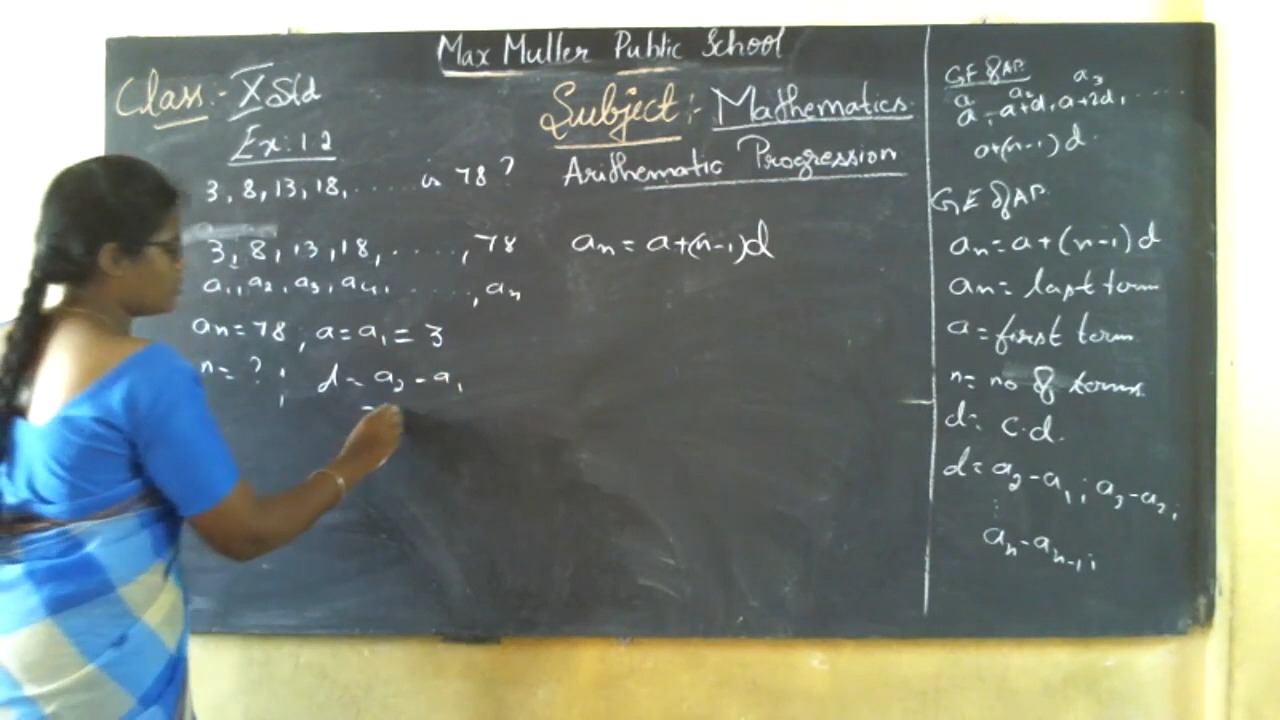 Max Muller Public School
Class:- X Std
Subject:- Mathematics
Ex: 1.2
Arithematic Progression
3, 8, 13, 18, ...... is 78 ?
3, 8, 13, 18, ......, 78
a₁, a₂, a₃, a₄, ......, aₙ
aₙ = 78 ; a = a₁ = 3
n = ? ; d = a₂ - a₁
=
aₙ = a+(n-1)d
GF of AP.
a a₂ a₃
a, a+d, a+2d, ......
a+(n-1)d.
GE of AP.
aₙ = a + (n-1) d
aₙ = last term
a = first term
n = no of terms
d = c.d.
d = a₂ - a₁ ; a₃ - a₂,
⋮
aₙ - aₙ₋₁ ;